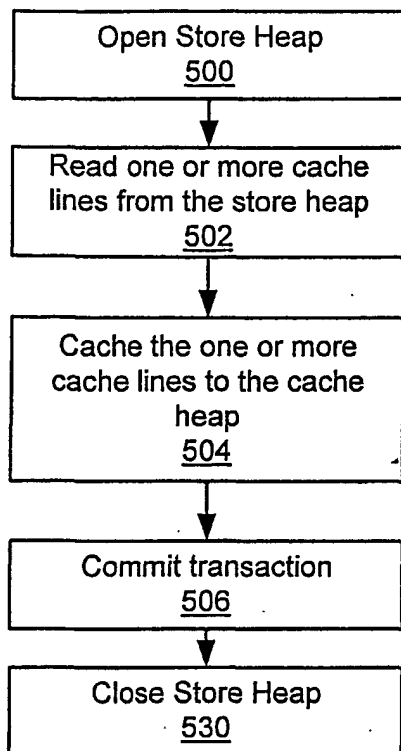 Open Store Heap
500
Read one or more cache
lines from the store heap
502
Cache the one or more
cache lines to the cache
heap
504
Commit transaction
506
Close Store Heap
530